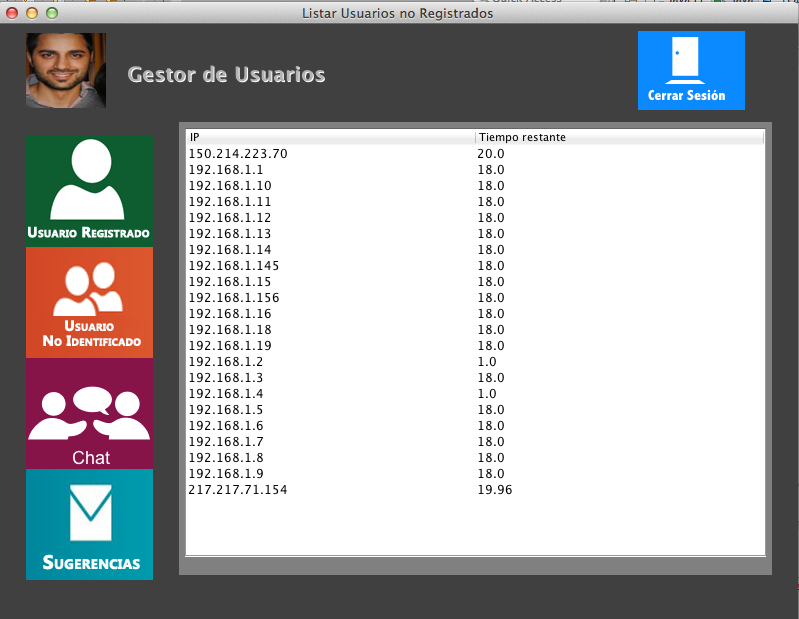 Listar Usuarios no Registrados
Gestor de Usuarios
Cerrar Sesión
USUARIO REGISTRADO
USUARIO
NO IDENTIFICADO
Chat
SUGERENCIAS
IP Tiempo restante
150.214.223.70 20.0
192.168.1.1 18.0
192.168.1.10 18.0
192.168.1.11 18.0
192.168.1.12 18.0
192.168.1.13 18.0
192.168.1.14 18.0
192.168.1.145 18.0
192.168.1.15 18.0
192.168.1.156 18.0
192.168.1.16 18.0
192.168.1.18 18.0
192.168.1.19 18.0
192.168.1.2 1.0
192.168.1.3 18.0
192.168.1.4 1.0
192.168.1.5 18.0
192.168.1.6 18.0
192.168.1.7 18.0
192.168.1.8 18.0
192.168.1.9 18.0
217.217.71.154 19.96